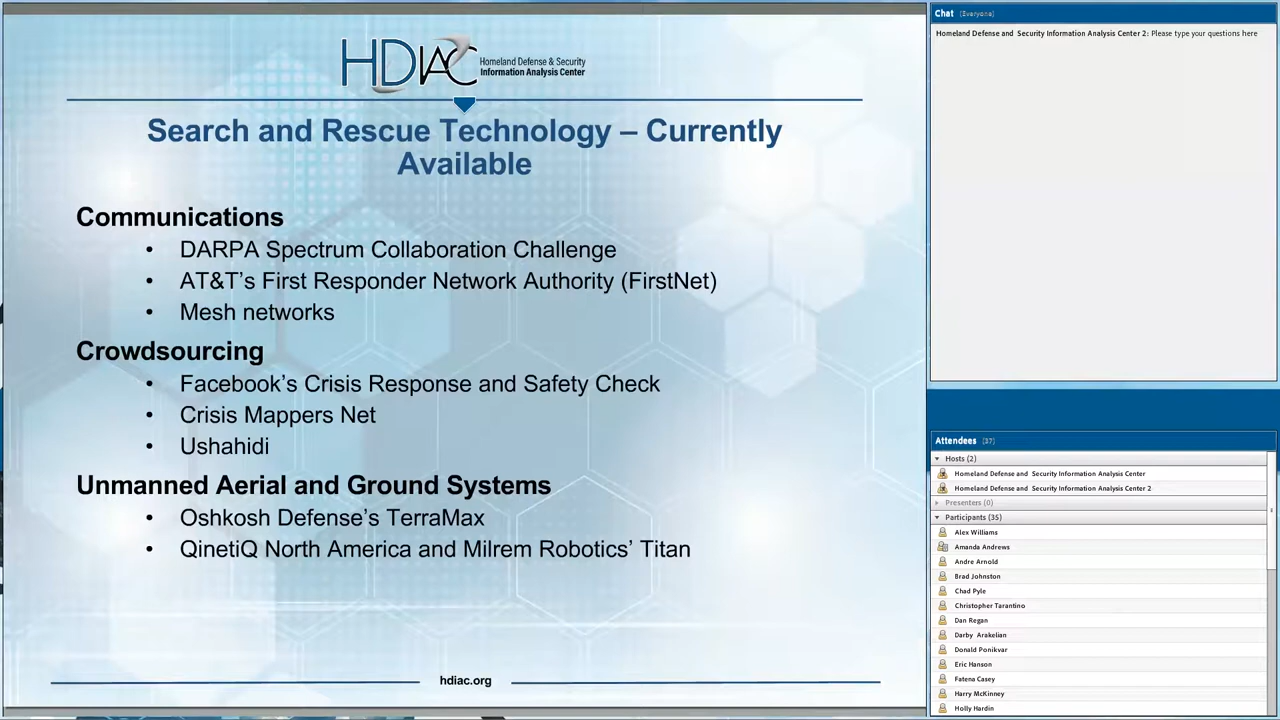 HDIAC Homeland Defense & Security
Information Analysis Center
Search and Rescue Technology – Currently
Available
Communications
• DARPA Spectrum Collaboration Challenge
• AT&T’s First Responder Network Authority (FirstNet)
• Mesh networks
Crowdsourcing
• Facebook’s Crisis Response and Safety Check
• Crisis Mappers Net
• Ushahidi
Unmanned Aerial and Ground Systems
• Oshkosh Defense’s TerraMax
• QinetiQ North America and Milrem Robotics’ Titan
hdiac.org
Chat (Everyone)
Homeland Defense and Security Information Analysis Center 2: Please type your questions here
Attendees (37)
Hosts (2)
Homeland Defense and Security Information Analysis Center
Homeland Defense and Security Information Analysis Center 2
Presenters (0)
Participants (35)
Alex Williams
Amanda Andrews
Andre Arnold
Brad Johnston
Chad Pyle
Christopher Tarantino
Dan Regan
Darby Arakelian
Donald Ponikvar
Eric Hanson
Fatena Casey
Harry McKinney
Holly Hardin